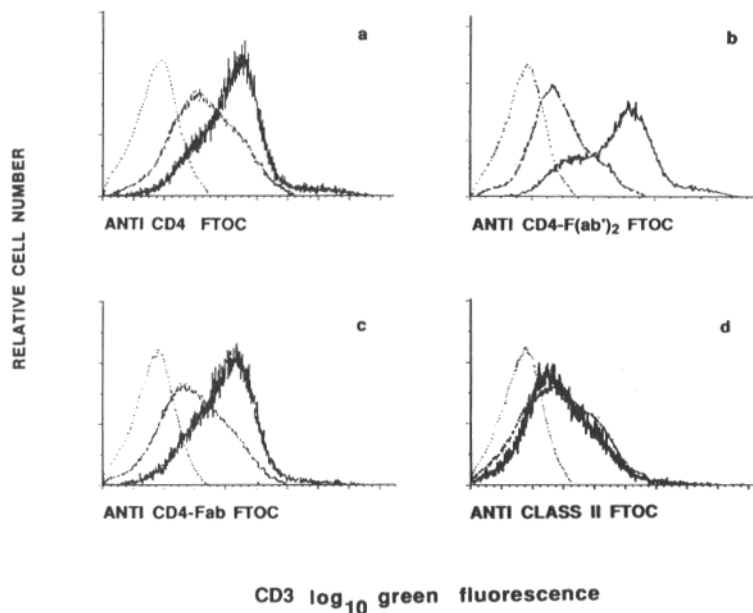 a
b
RELATIVE CELL NUMBER
ANTI CD4 FTOC
ANTI CD4-F(ab')₂ FTOC
c
d
ANTI CD4-Fab FTOC
ANTI CLASS II FTOC
CD3 log₁₀ green fluorescence